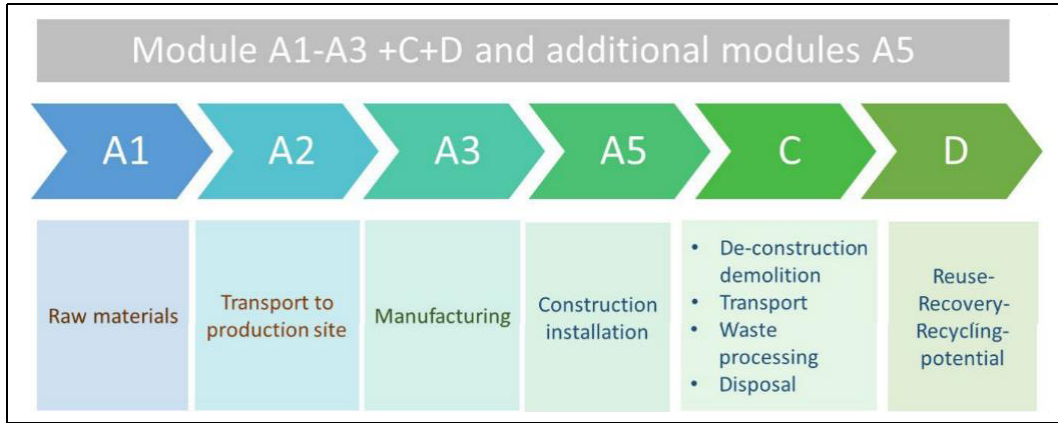 Module A1-A3 +C+D and additional modules A5
A1
A2
A3
A5
C
D
Raw materials
Transport to
production site
Manufacturing
Construction
installation
• De-construction
demolition
• Transport
• Waste
processing
• Disposal
Reuse-
Recovery-
Recycling-
potential